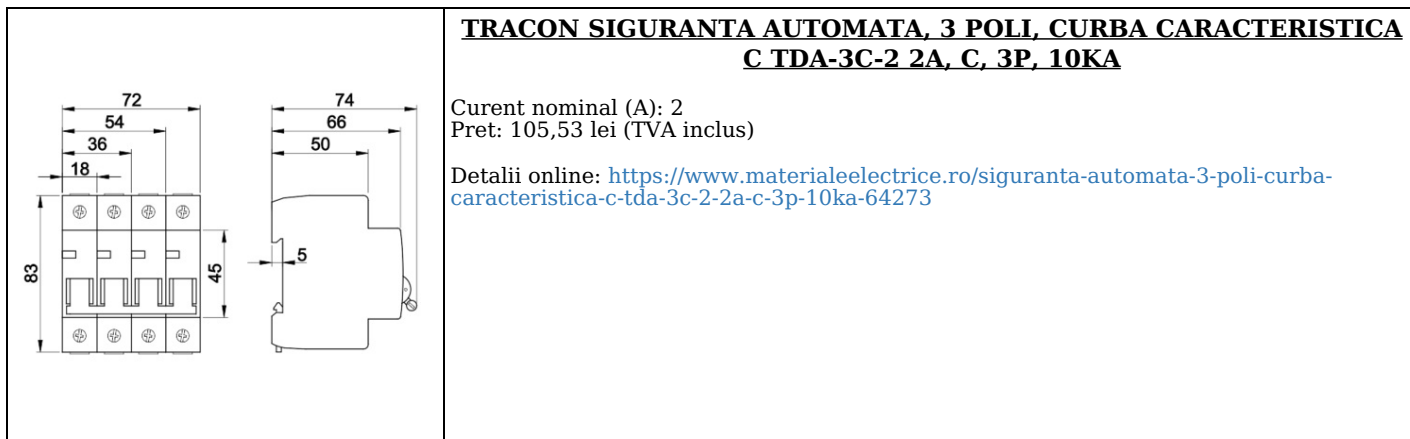 72
54
36
18
83
45
74
66
50
5
TRACON SIGURANTA AUTOMATA, 3 POLI, CURBA CARACTERISTICA
C TDA-3C-2 2A, C, 3P, 10KA
Curent nominal (A): 2
Pret: 105,53 lei (TVA inclus)
Detalii online: https://www.materialeelectrice.ro/siguranta-automata-3-poli-curba-
caracteristica-c-tda-3c-2-2a-c-3p-10ka-64273